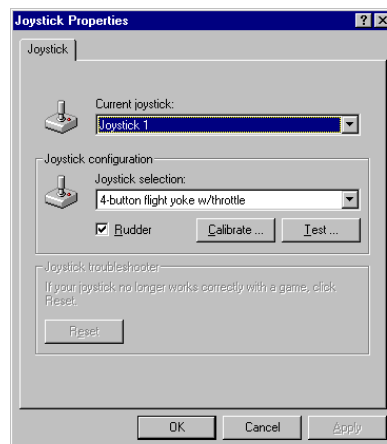 Joystick Properties
Joystick
Current joystick:
Joystick 1
Joystick configuration
Joystick selection:
4-button flight yoke w/throttle
Rudder
Calibrate ...
Test ...
Joystick troubleshooter
If your joystick no longer works correctly with a game, click
Reset.
Reset
OK
Cancel
Apply